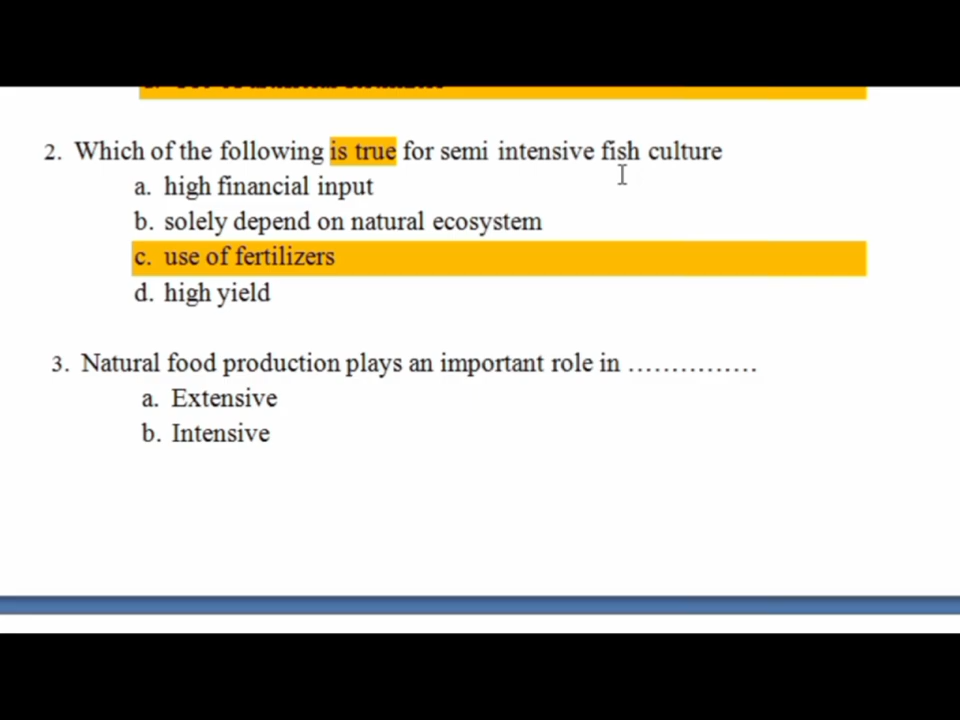 2. Which of the following is true for semi intensive fish culture
a. high financial input
b. solely depend on natural ecosystem
c. use of fertilizers
d. high yield
3. Natural food production plays an important role in ……………
a. Extensive
b. Intensive